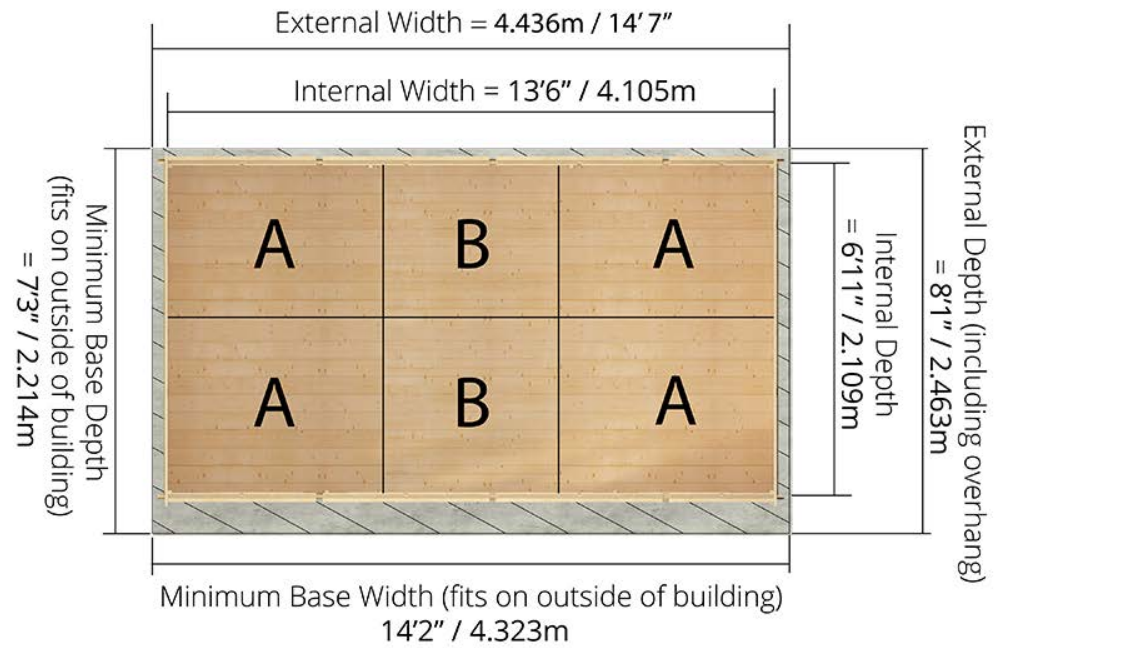 External Width = 4.436m / 14' 7"
Internal Width = 13'6" / 4.105m
Minimum Base Depth
(fits on outside of building)
= 7'3" / 2.214m
A B A
A B A
Internal Depth
= 6'11" / 2.109m
External Depth (including overhang)
= 8'1" / 2.463m
Minimum Base Width (fits on outside of building)
14'2" / 4.323m